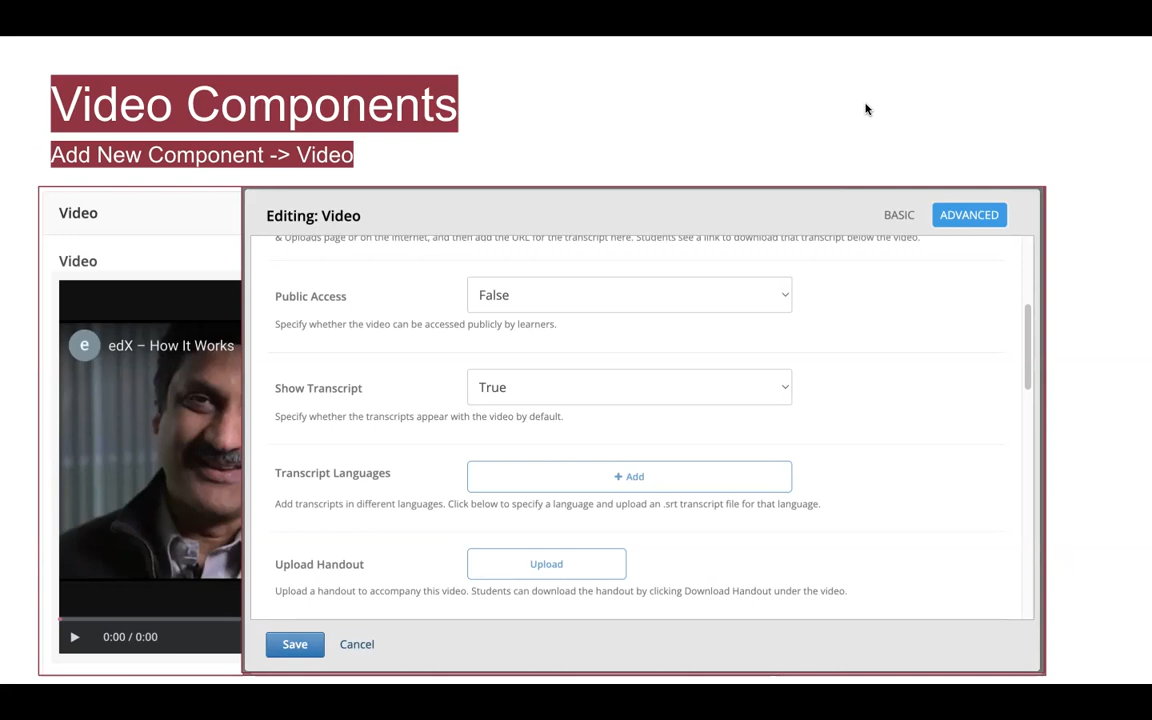 Video Components
Add New Component -> Video
Video
Editing: Video
BASIC
ADVANCED
& Uploads page or on the Internet, and then add the URL for the transcript here. Students see a link to download that transcript below the video.
Video
e
edX – How It Works
Public Access
False
Specify whether the video can be accessed publicly by learners.
Show Transcript
True
Specify whether the transcripts appear with the video by default.
Transcript Languages
+ Add
Add transcripts in different languages. Click below to specify a language and upload an .srt transcript file for that language.
Upload Handout
Upload
Upload a handout to accompany this video. Students can download the handout by clicking Download Handout under the video.
0:00 / 0:00
Save
Cancel